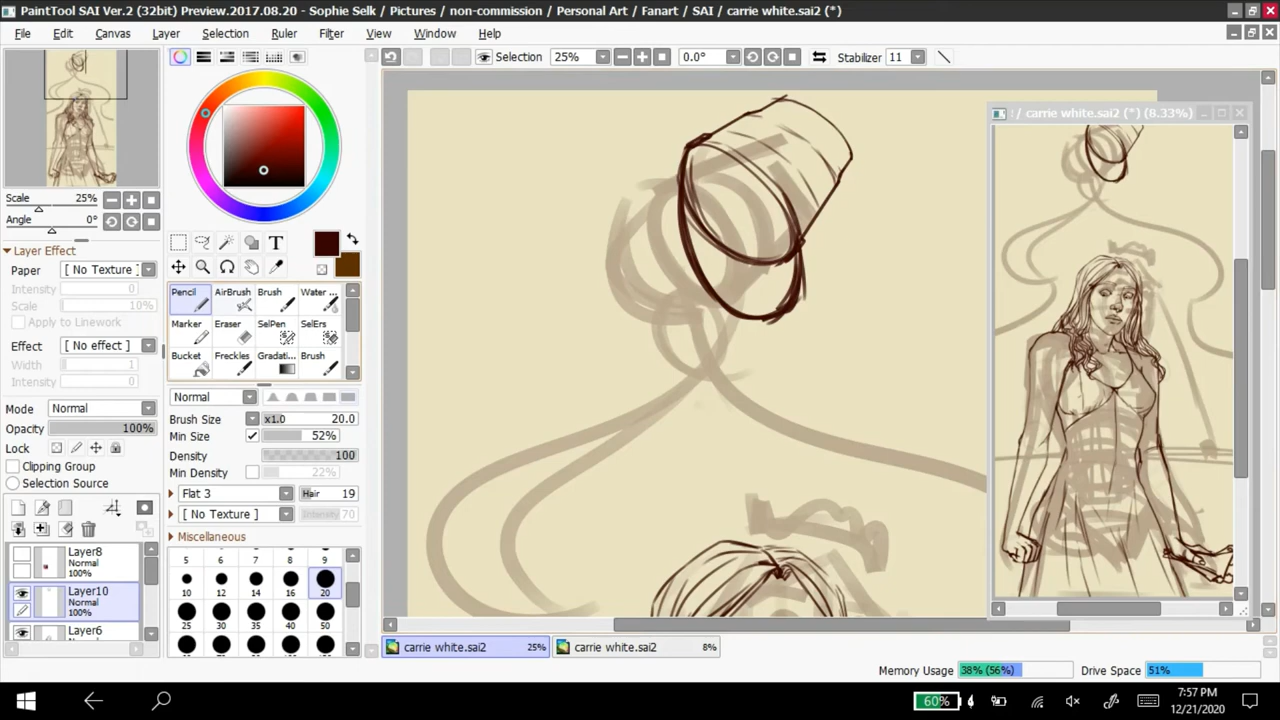 PaintTool SAI Ver.2 (32bit) Preview.2017.08.20 - Sophie Selk / Pictures / non-commission / Personal Art / Fanart / SAI / carrie white.sai2 (*)
File Edit Canvas Layer Selection Ruler Filter View Window Help
Selection 25% 0.0° Stabilizer 11
! / carrie white.sai2 (*) (8.33%)
Scale 25%
Angle 0°
Layer Effect
Paper [ No Texture ]
Intensity 0
Scale 10%
Apply to Linework
Effect [ No effect ]
Width 1
Intensity 0
Mode Normal
Opacity 100%
Lock
Clipping Group
Selection Source
Layer8
Normal
100%
Layer10
Normal
100%
Layer6
T
Pencil AirBrush Brush Water ...
Marker Eraser SelPen SelErs
Bucket Freckles Gradati... Brush
Normal
Brush Size x1.0 20.0
Min Size 52%
Density 100
Min Density 22%
Flat 3 Hair 19
[ No Texture ] Intensity 70
Miscellaneous
5 6 7 8 9
10 12 14 16 20
25 30 35 40 50
carrie white.sai2 25% carrie white.sai2 8%
Memory Usage 38% (56%) Drive Space 51%
60% 7:57 PM
12/21/2020